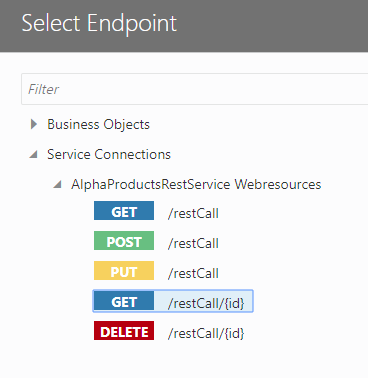 Select Endpoint
Filter
Business Objects
Service Connections
AlphaProductsRestService Webresources
GET /restCall
POST /restCall
PUT /restCall
GET /restCall/{id}
DELETE /restCall/{id}